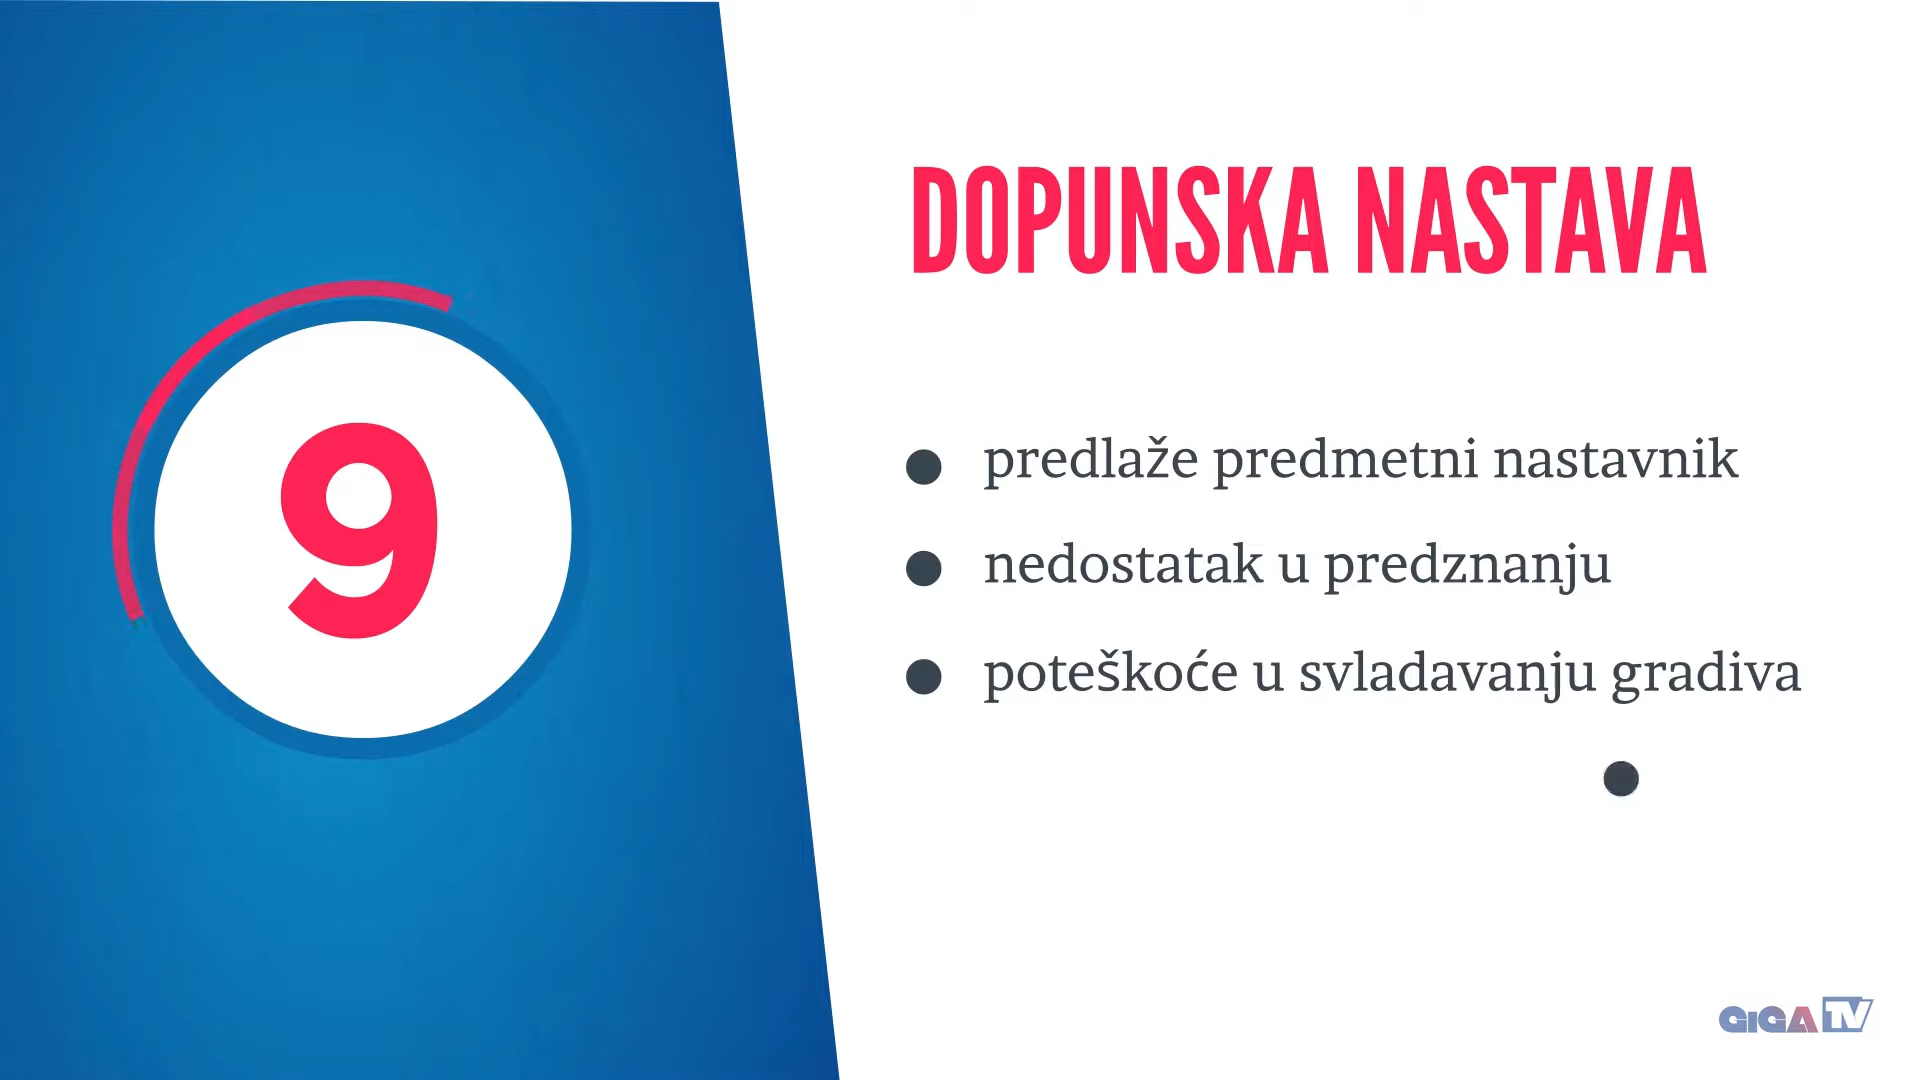 DOPUNSKA NASTAVA
9
predlaže predmetni nastavnik
nedostatak u predznanju
poteškoće u svladavanju gradiva
GIGA TV